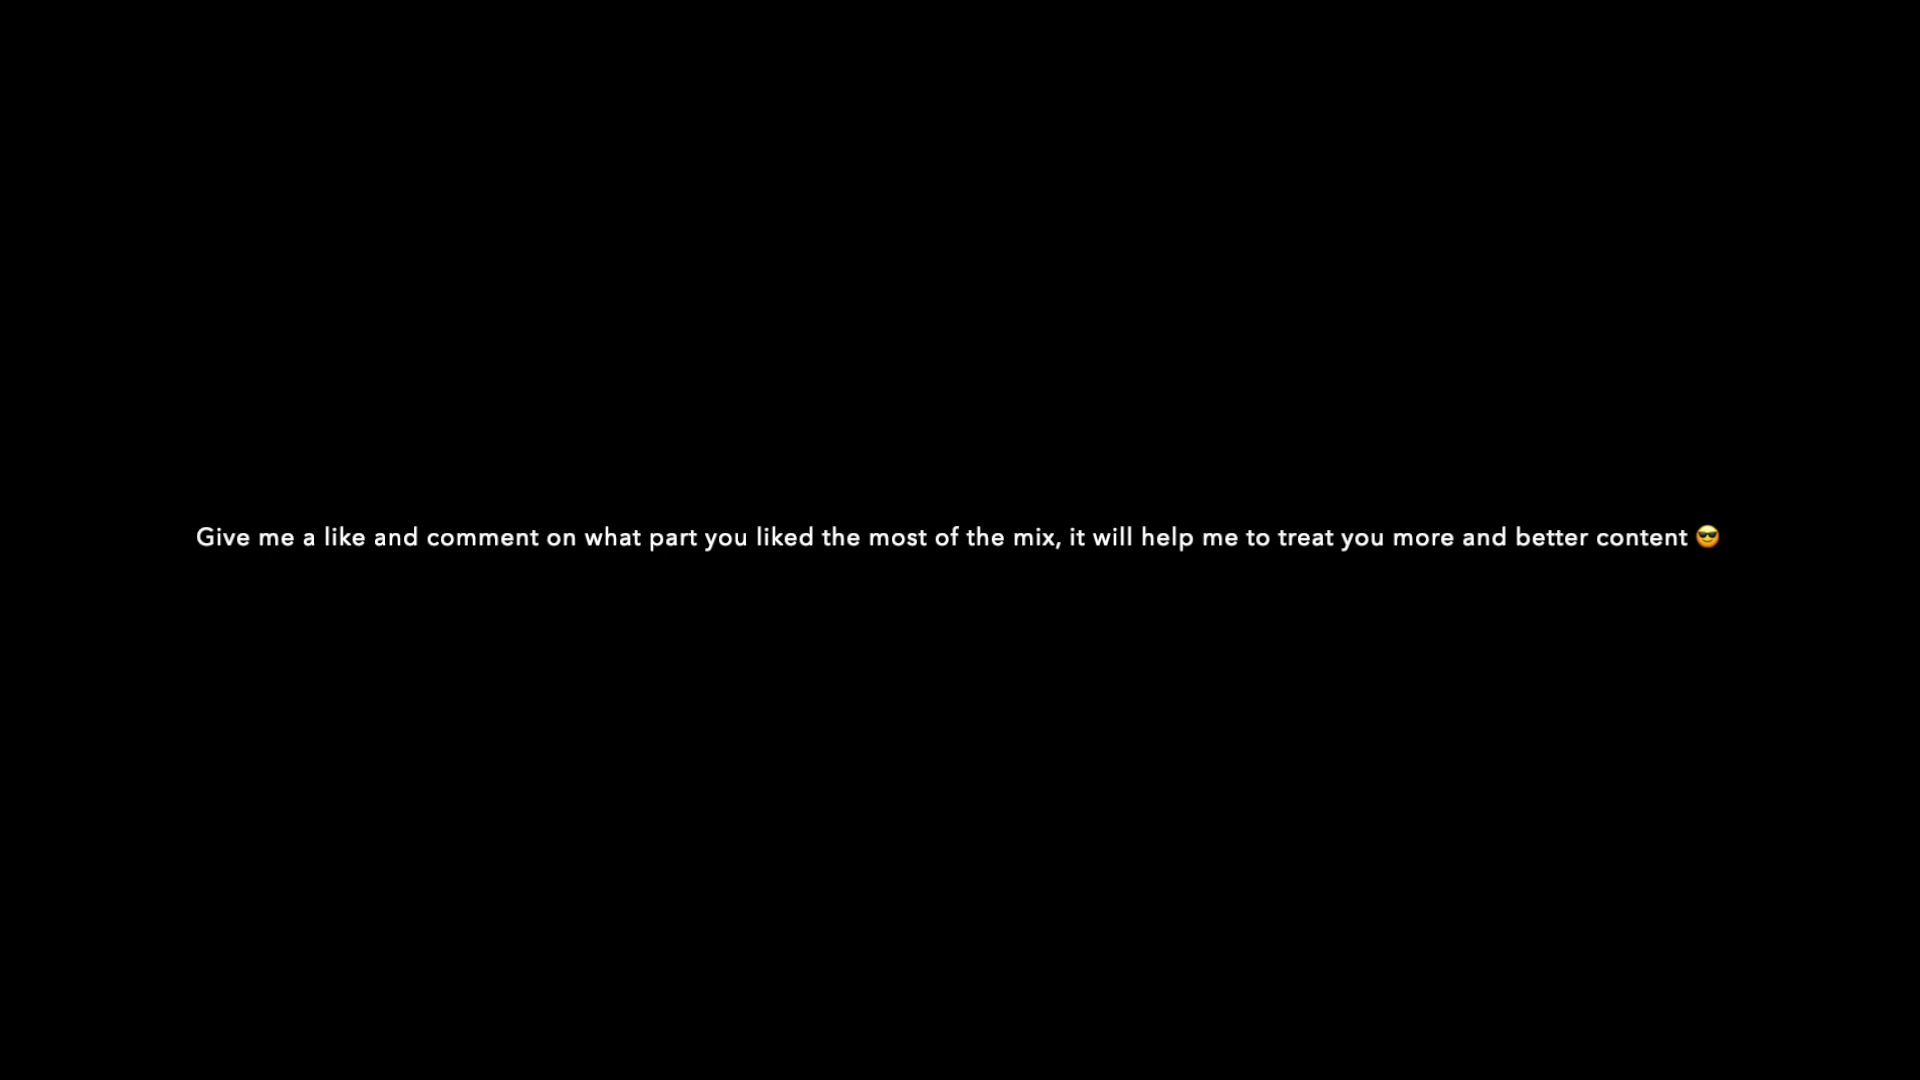 Give me a like and comment on what part you liked the most of the mix, it will help me to treat you more and better content 😎